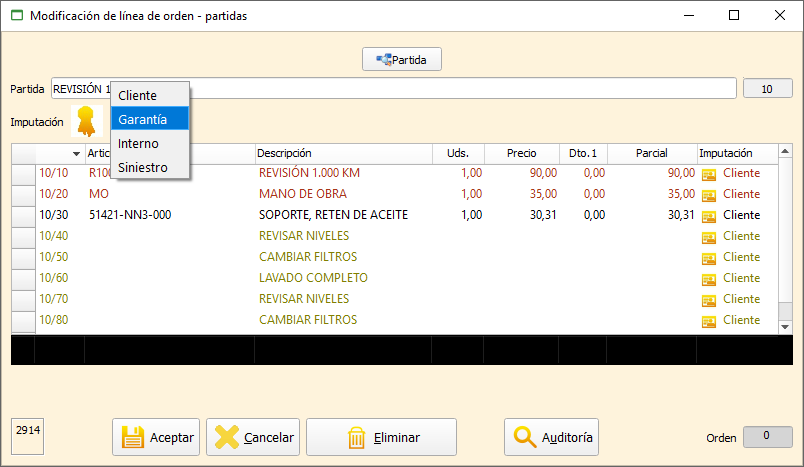 Modificación de línea de orden - partidas
Partida
Partida REVISIÓN 1 10
Imputación
Cliente
Garantía
Interno
Siniestro
Artic Descripción Uds. Precio Dto.1 Parcial Imputación
10/10 R100 REVISIÓN 1.000 KM 1,00 90,00 0,00 90,00 Cliente
10/20 MO MANO DE OBRA 1,00 35,00 0,00 35,00 Cliente
10/30 51421-NN3-000 SOPORTE, RETEN DE ACEITE 1,00 30,31 0,00 30,31 Cliente
10/40 REVISAR NIVELES Cliente
10/50 CAMBIAR FILTROS Cliente
10/60 LAVADO COMPLETO Cliente
10/70 REVISAR NIVELES Cliente
10/80 CAMBIAR FILTROS Cliente
2914 Aceptar Cancelar Eliminar Auditoría Orden 0